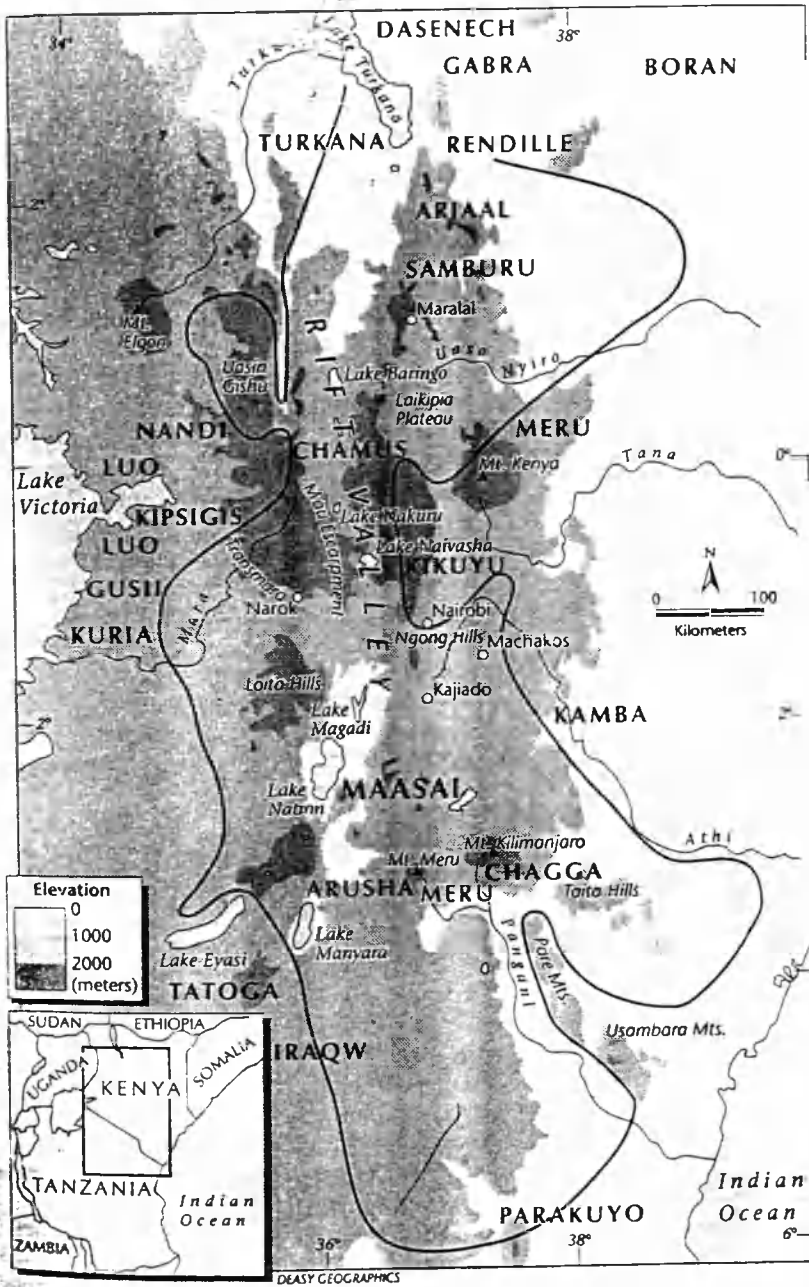 DASENECH
34°
38°
Lake Turkana
GABRA
BORAN
TURKANA
RENDILLE
2°
ARIAAL
SAMBURU
Mt. Elgon
Maralal
RIFT VALLEY
Uaso Nyiro
Uasin Gishu
Lake Baringo
Laikipia Plateau
NANDI
MERU
CHAMUS
Mt. Kenya
Tana
0°
LUO
Lake Victoria
KIPSIGIS
Mau Escarpment
Lake Nakuru
LUO
Lake Naivasha
Transmara
KIKUYU
N
GUSII
Mara
Narok
Nairobi
0 100
Kilometers
KURIA
Ngong Hills
Machakos
Loita Hills
Kajiado
2°
KAMBA
Lake Magadi
Lake Natron
MAASAI
Athi
Mt. Kilimanjaro
Mt. Meru
CHAGGA
Elevation
0
1000
2000
(meters)
ARUSHA
MERU
Taita Hills
Lake Eyasi
Lake Manyara
Pangani
Pare Mts.
TATOGA
Usambara Mts.
SUDAN
ETHIOPIA
IRAQW
UGANDA
KENYA
SOMALIA
TANZANIA
Indian Ocean
Indian Ocean
ZAMBIA
PARAKUYO
36°
38°
6°
DEASY GEOGRAPHICS